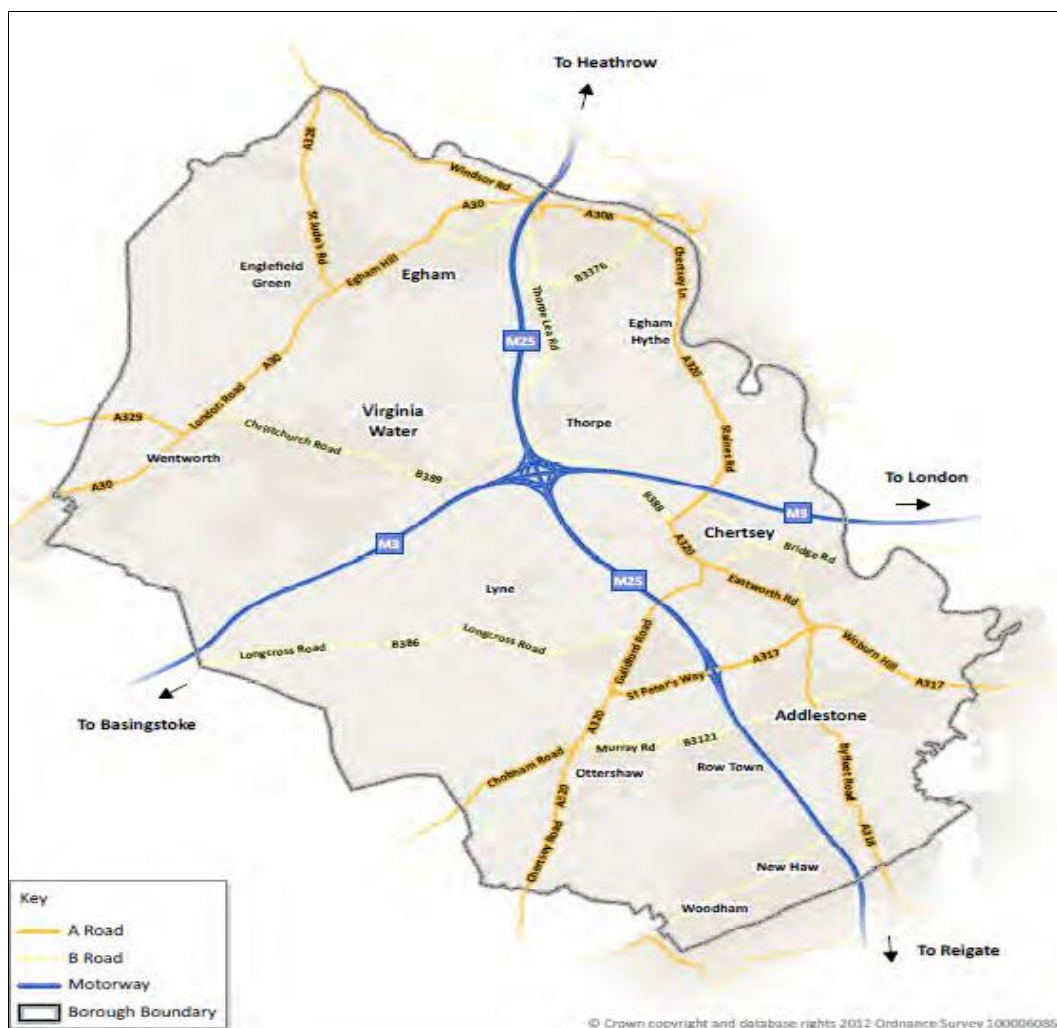 To Heathrow
A328
Windsor Rd
A30
A308
St Jude's Rd
Englefield
Green
Egham Hill
Egham
B3376
Chertsey Ln
Thorpe Lea Rd
Egham
Hythe
M25
A320
A30
London Road
A329
Virginia
Water
Thorpe
Christchurch Road
Staines Rd
Wentworth
A30
B389
B388
To London
M3
M3
Chertsey
A320
Bridge Rd
M25
Eastworth Rd
Lyne
Longcross Road
B386
Longcross Road
Guildford Road
A317
Woburn Hill
A317
St Peter's Way
To Basingstoke
A320
Addlestone
Murray Rd
B3121
Chobham Road
Ottershaw
Row Town
Byfleet Road
A320
Chertsey Road
A318
New Haw
Woodham
To Reigate
Key
A Road
B Road
Motorway
Borough Boundary
© Crown copyright and database rights 2012 Ordnance Survey 100006086